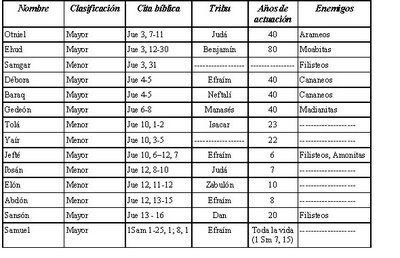 Nombre Clasificación Cita bíblica Tribu Años de actuación Enemigos
Otniel Mayor Jue 3, 7-11 Judá 40 Arameos
Ehud Mayor Jue 3, 12-30 Benjamín 80 Moabitas
Samgar Menor Jue 3, 31 ------------------ --------------- Filisteos
Débora Mayor Jue 4-5 Efraím 40 Cananeos
Baraq Mayor Jue 4-5 Neftalí 40 Cananeos
Gedeón Mayor Jue 6-8 Manasés 40 Madianitas
Tolá Menor Jue 10, 1-2 Isacar 23 --------------------
Yaír Menor Jue 10, 3-5 ------------------ 22 --------------------
Jefté Mayor Jue 10, 6–12, 7 Efraím 6 Filisteos, Amonitas
Ibsán Menor Jue 12, 8-10 Judá 7 --------------------
Elón Menor Jue 12, 11-12 Zabulón 10 --------------------
Abdón Menor Jue 12, 13-15 Efraím 8 --------------------
Sansón Mayor Jue 13 - 16 Dan 20 Filisteos
Samuel Mayor 1Sam 1-25, 1; 8, 1 Efraím Toda la vida (1 Sm 7, 15) --------------------